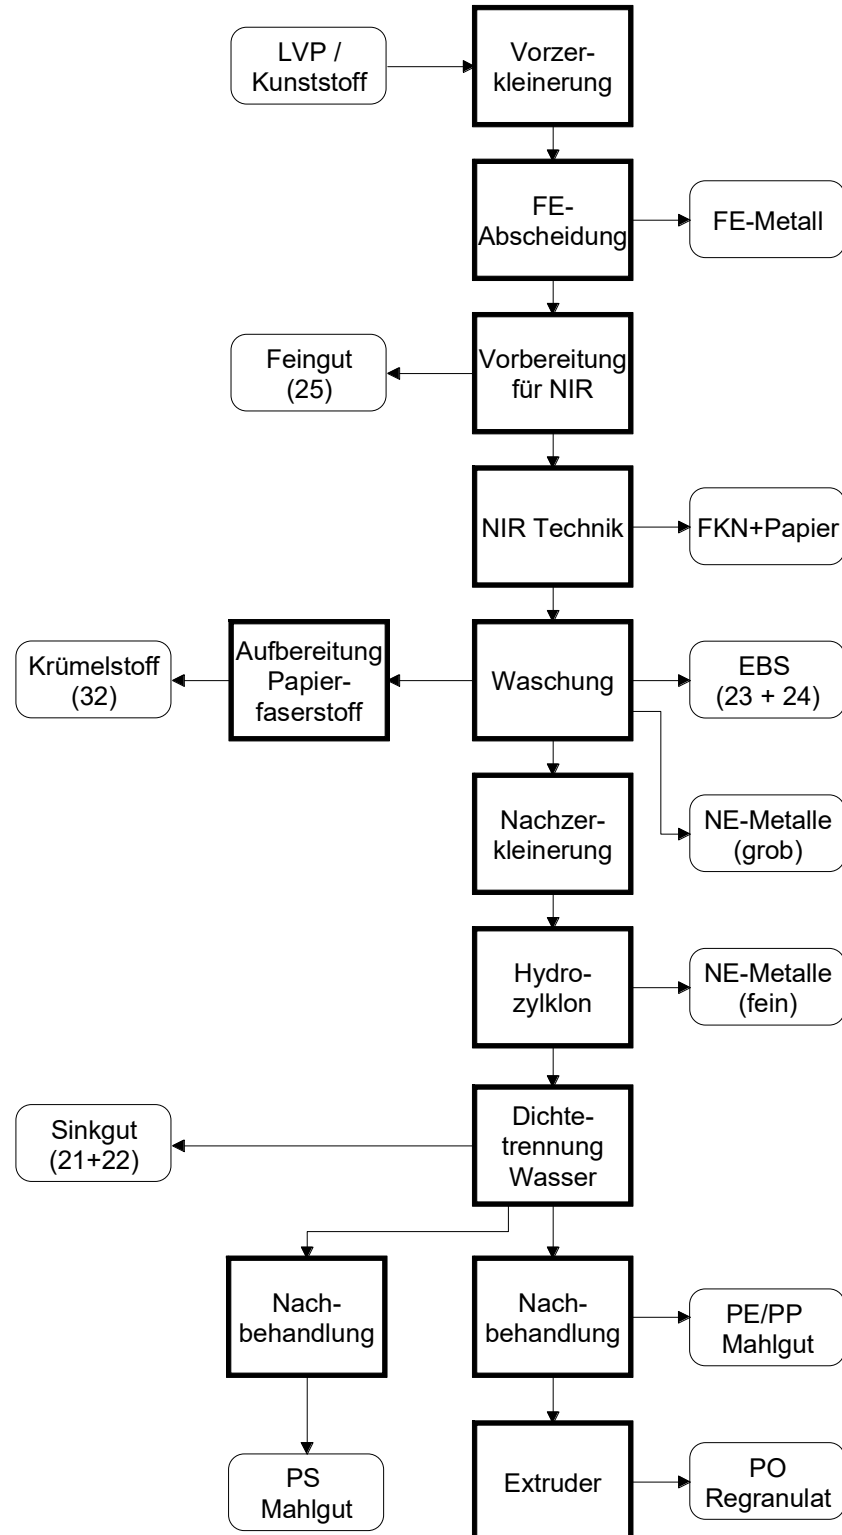 LVP /
Kunststoff
Vorzer-
kleinerung
FE-
Abscheidung
FE-Metall
Feingut
(25)
Vorbereitung
für NIR
NIR Technik
FKN+Papier
Krümelstoff
(32)
Aufbereitung
Papier-
faserstoff
Waschung
EBS
(23 + 24)
Nachzer-
kleinerung
NE-Metalle
(grob)
Hydro-
zylklon
NE-Metalle
(fein)
Sinkgut
(21+22)
Dichte-
trennung
Wasser
Nach-
behandlung
Nach-
behandlung
PE/PP
Mahlgut
PS
Mahlgut
Extruder
PO
Regranulat